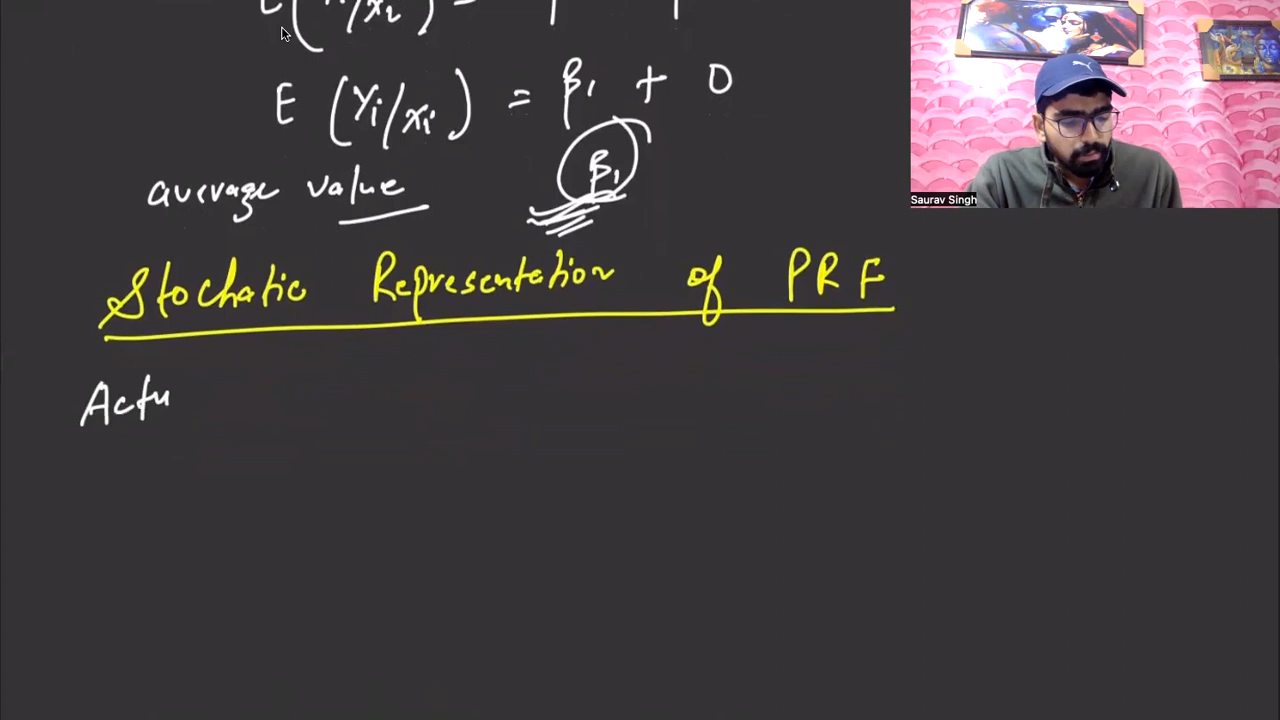 E(Yi/xi) = β1 + 0
average value
β1
Stochatic Representation of PRF
Actu
Saurav Singh